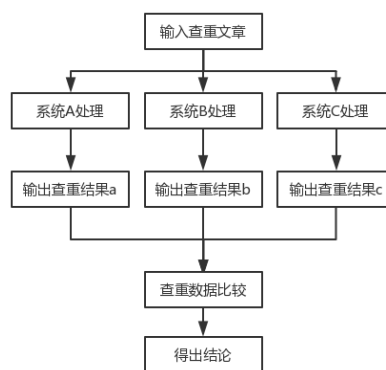 输入查重文章
系统A处理
系统B处理
系统C处理
输出查重结果a
输出查重结果b
输出查重结果c
查重数据比较
得出结论